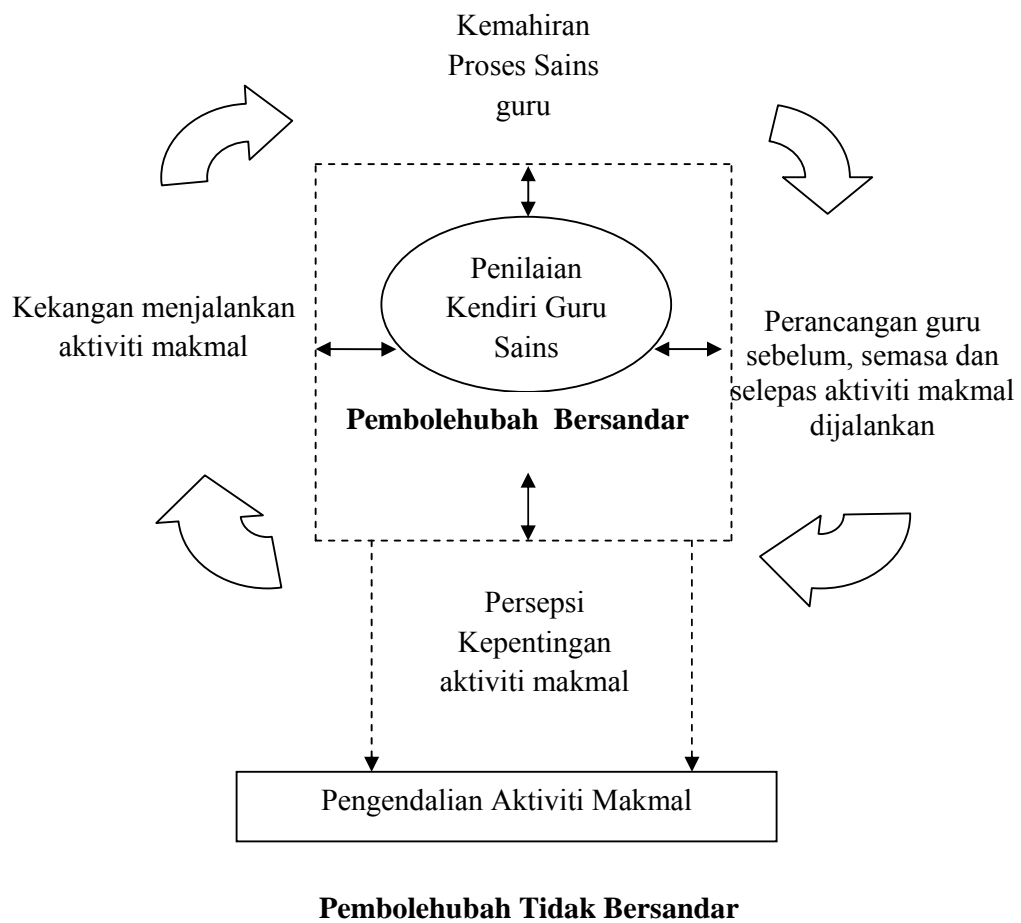 Kemahiran
Proses Sains
guru
Penilaian
Kendiri Guru
Sains
Kekangan menjalankan
aktiviti makmal
Perancangan guru
sebelum, semasa dan
selepas aktiviti makmal
dijalankan
Pembolehubah Bersandar
Persepsi
Kepentingan
aktiviti makmal
Pengendalian Aktiviti Makmal
Pembolehubah Tidak Bersandar